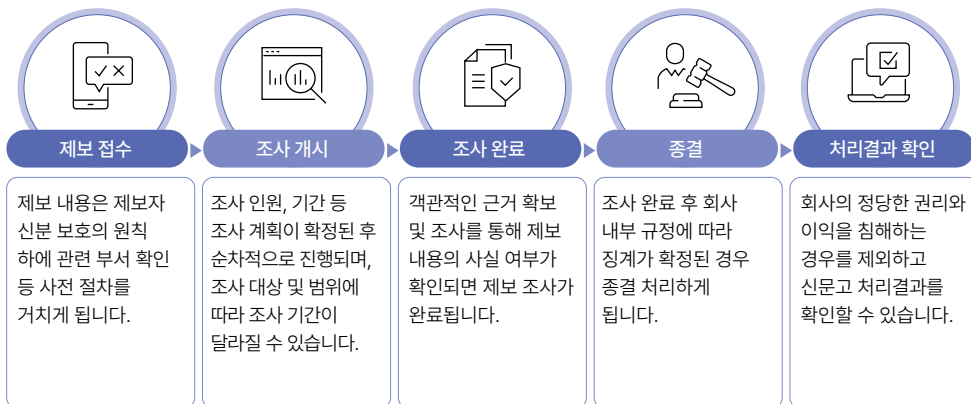 제보 접수
제보 내용은 제보자
신분 보호의 원칙
하에 관련 부서 확인
등 사전 절차를
거치게 됩니다.
조사 개시
조사 인원, 기간 등
조사 계획이 확정된 후
순차적으로 진행되며,
조사 대상 및 범위에
따라 조사 기간이
달라질 수 있습니다.
조사 완료
객관적인 근거 확보
및 조사를 통해 제보
내용의 사실 여부가
확인되면 제보 조사가
완료됩니다.
종결
조사 완료 후 회사
내부 규정에 따라
징계가 확정된 경우
종결 처리하게
됩니다.
처리결과 확인
회사의 정당한 권리와
이익을 침해하는
경우를 제외하고
신문고 처리결과를
확인할 수 있습니다.